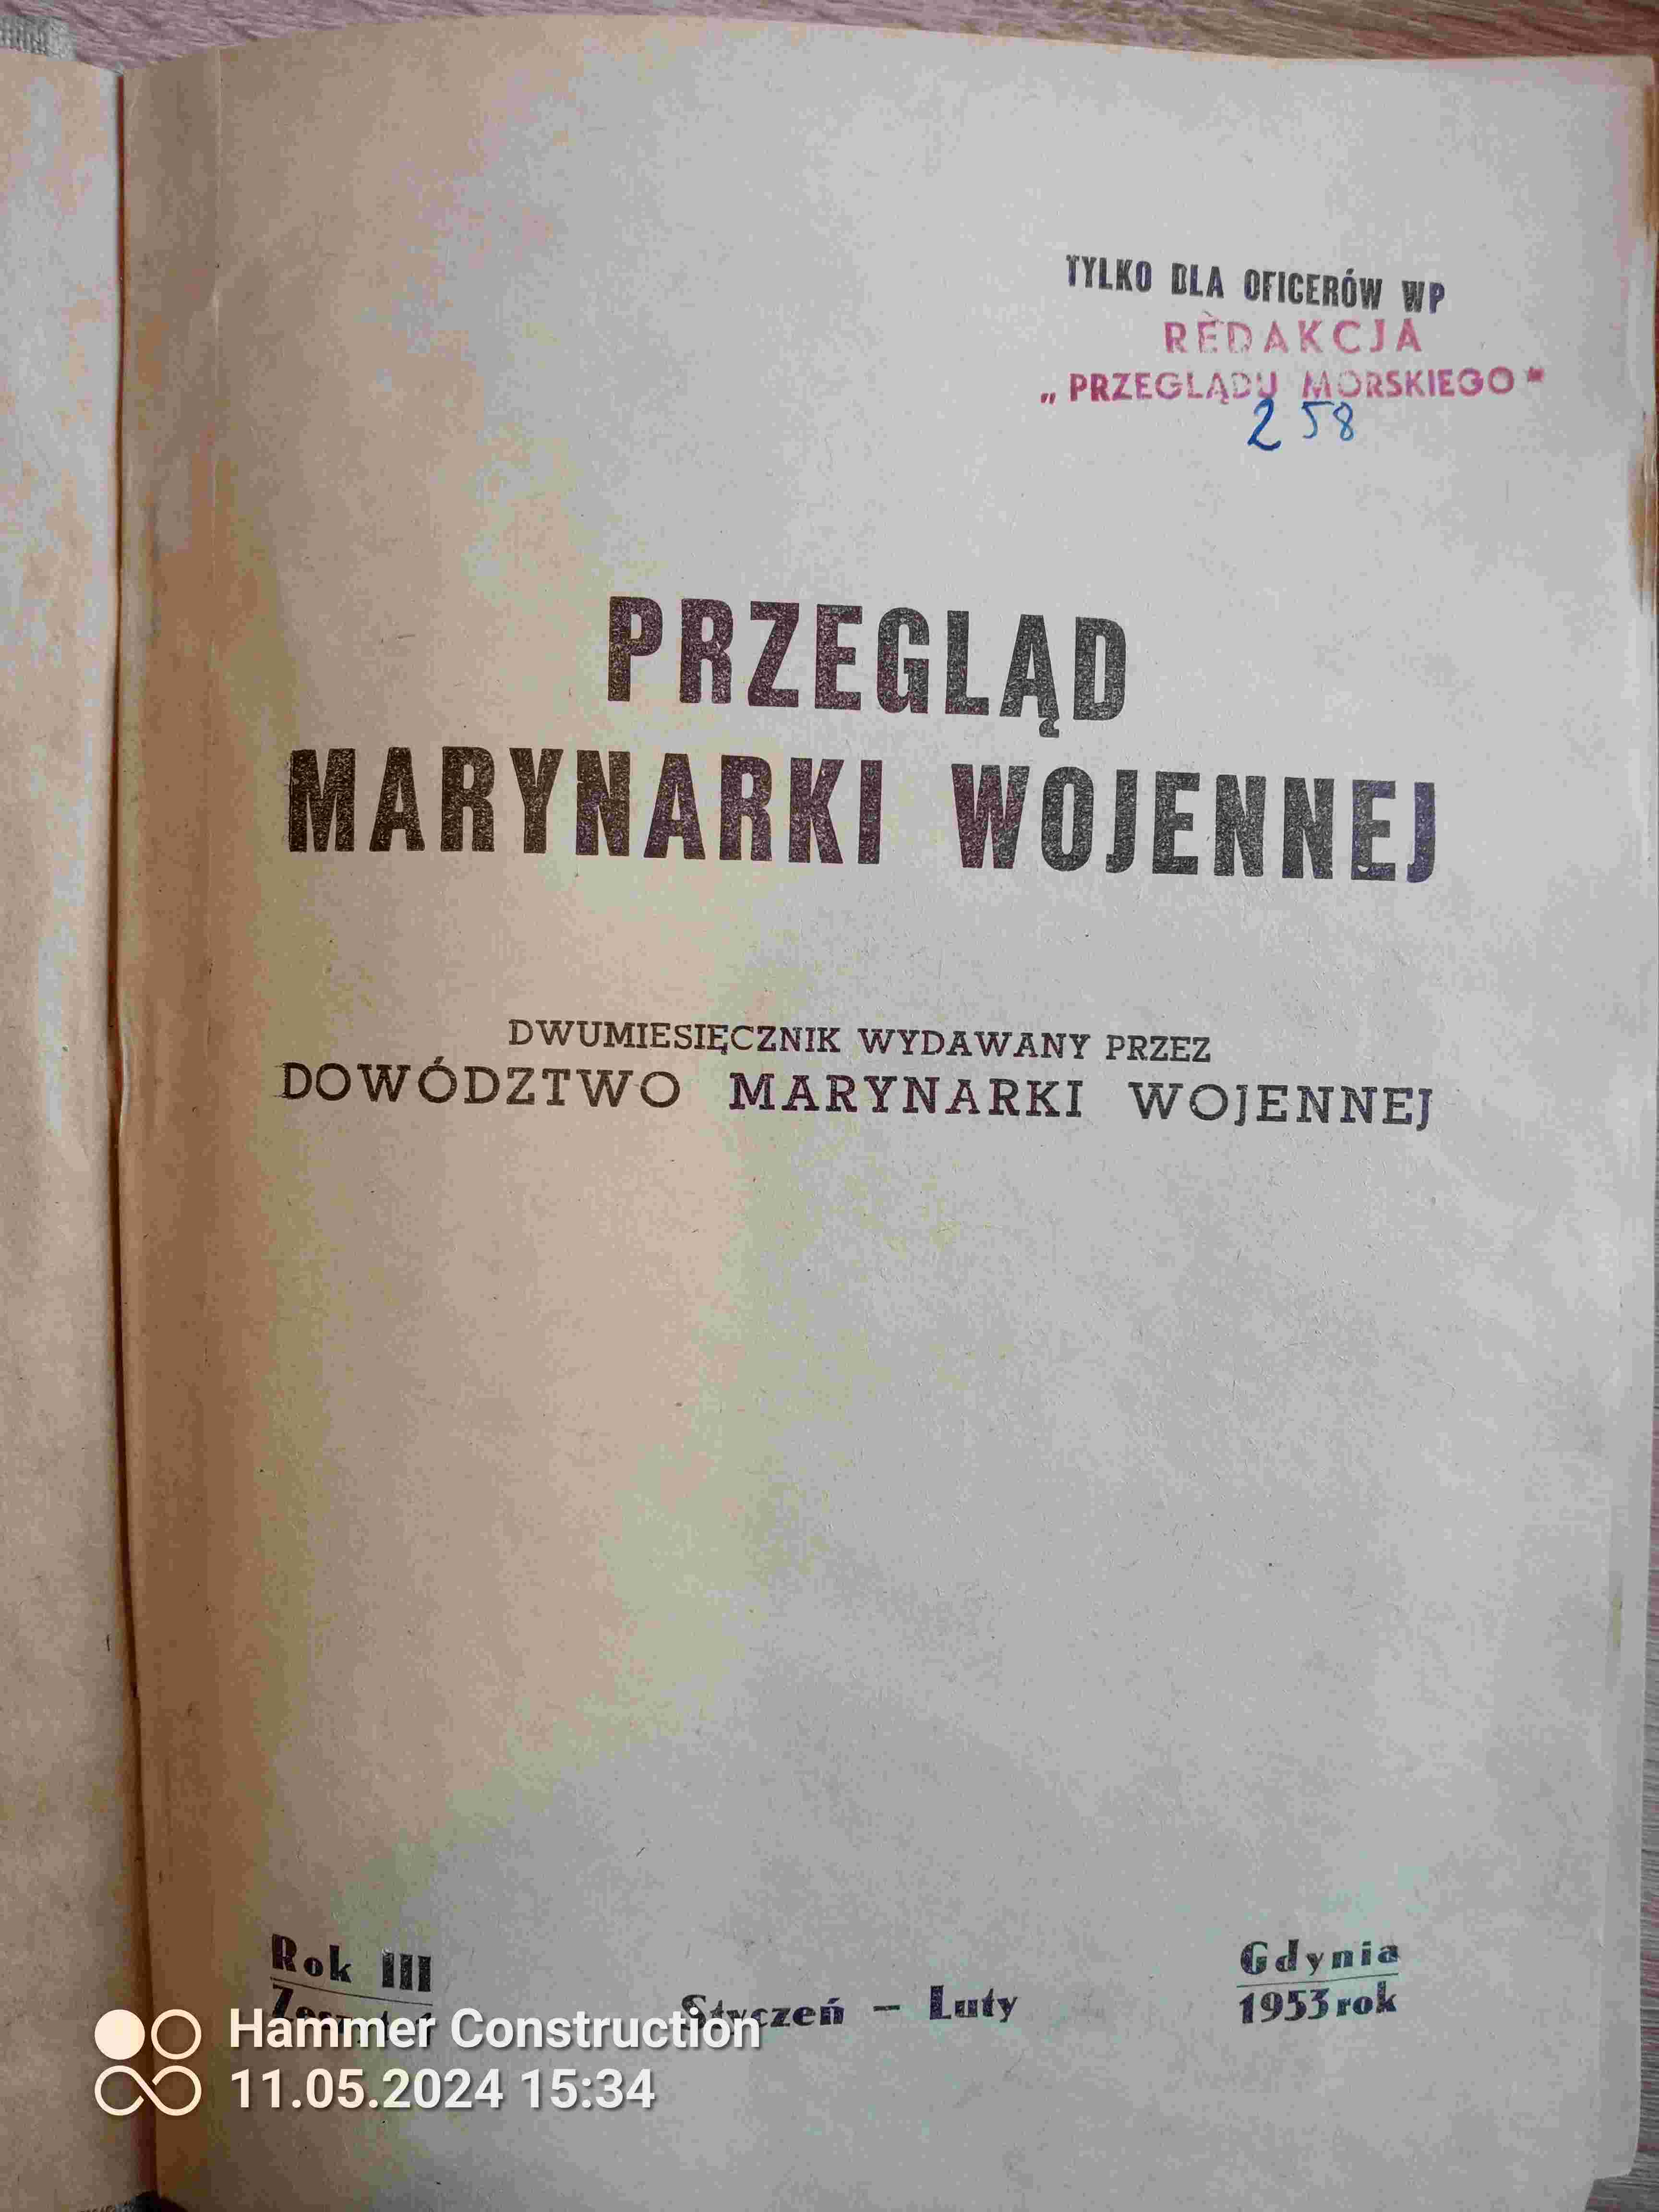 TYLKO DLA OFICERÓW WP
REDAKCJA
„PRZEGLĄDU MORSKIEGO"
258
PRZEGLĄD
MARYNARKI WOJENNEJ
DWUMIESIĘCZNIK WYDAWANY PRZEZ
DOWÓDZTWO MARYNARKI WOJENNEJ
Rok III
Styczeń – Luty
Gdynia
1953 rok
Hammer Construction
11.05.2024 15:34